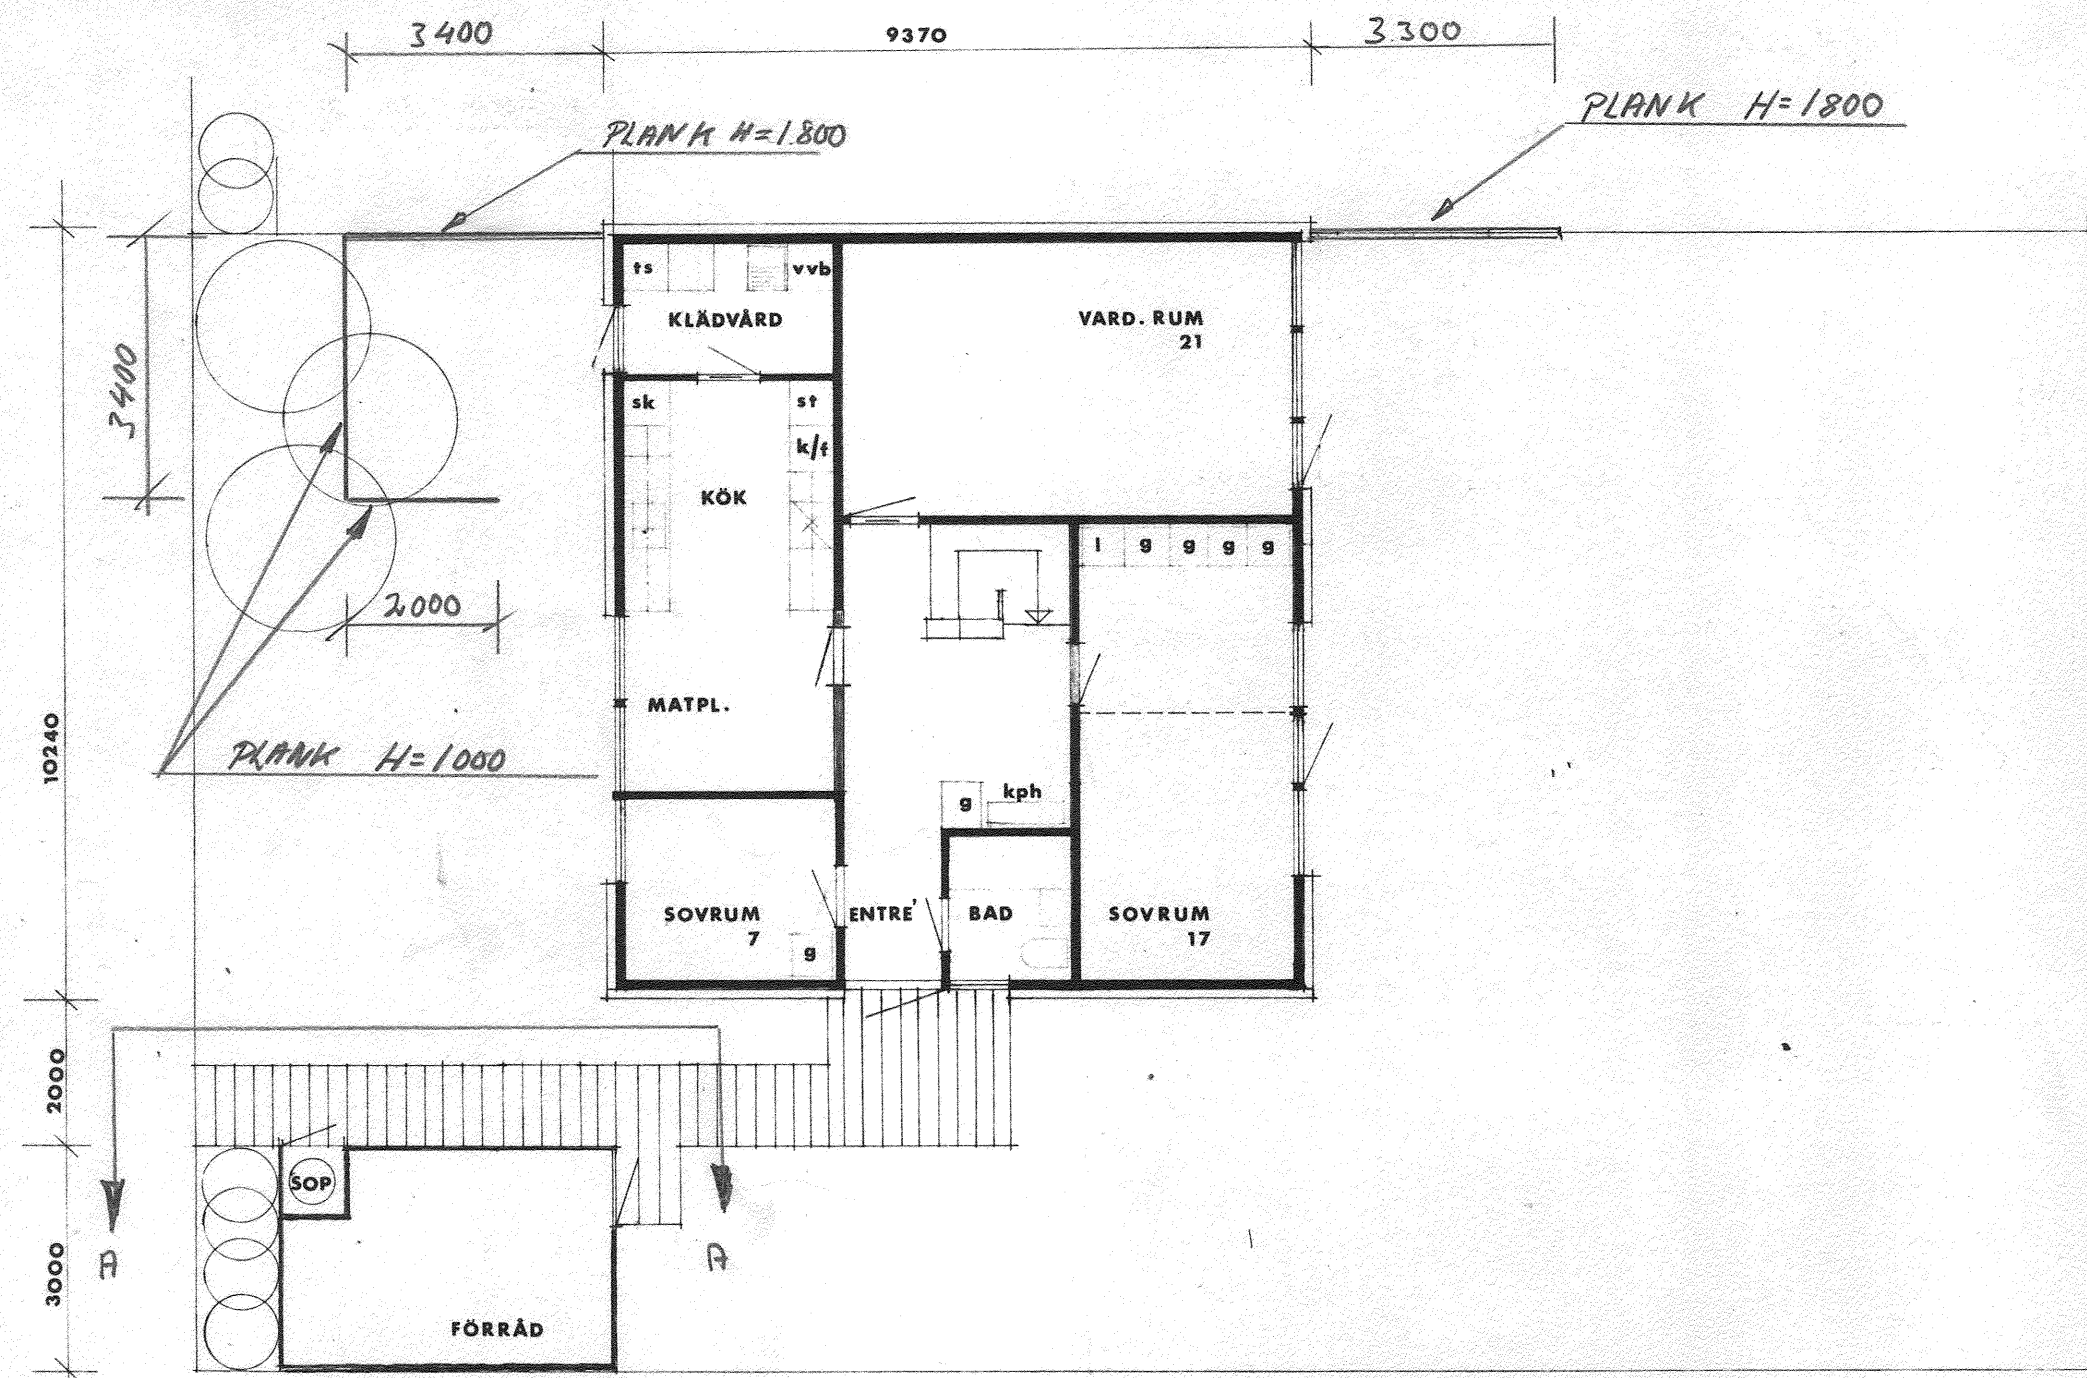 3400
9370
3300
PLANK H=1800
PLANK H=1800
ts
vvb
KLÄDVÅRD
VARD. RUM
21
3400
sk
st
k/f
KÖK
l g g g g
2000
MATPL.
10240
PLANK H=1000
g
kph
SOVRUM
7
ENTRE'
BAD
SOVRUM
17
g
2000
SOP
A
A
3000
FÖRRÅD